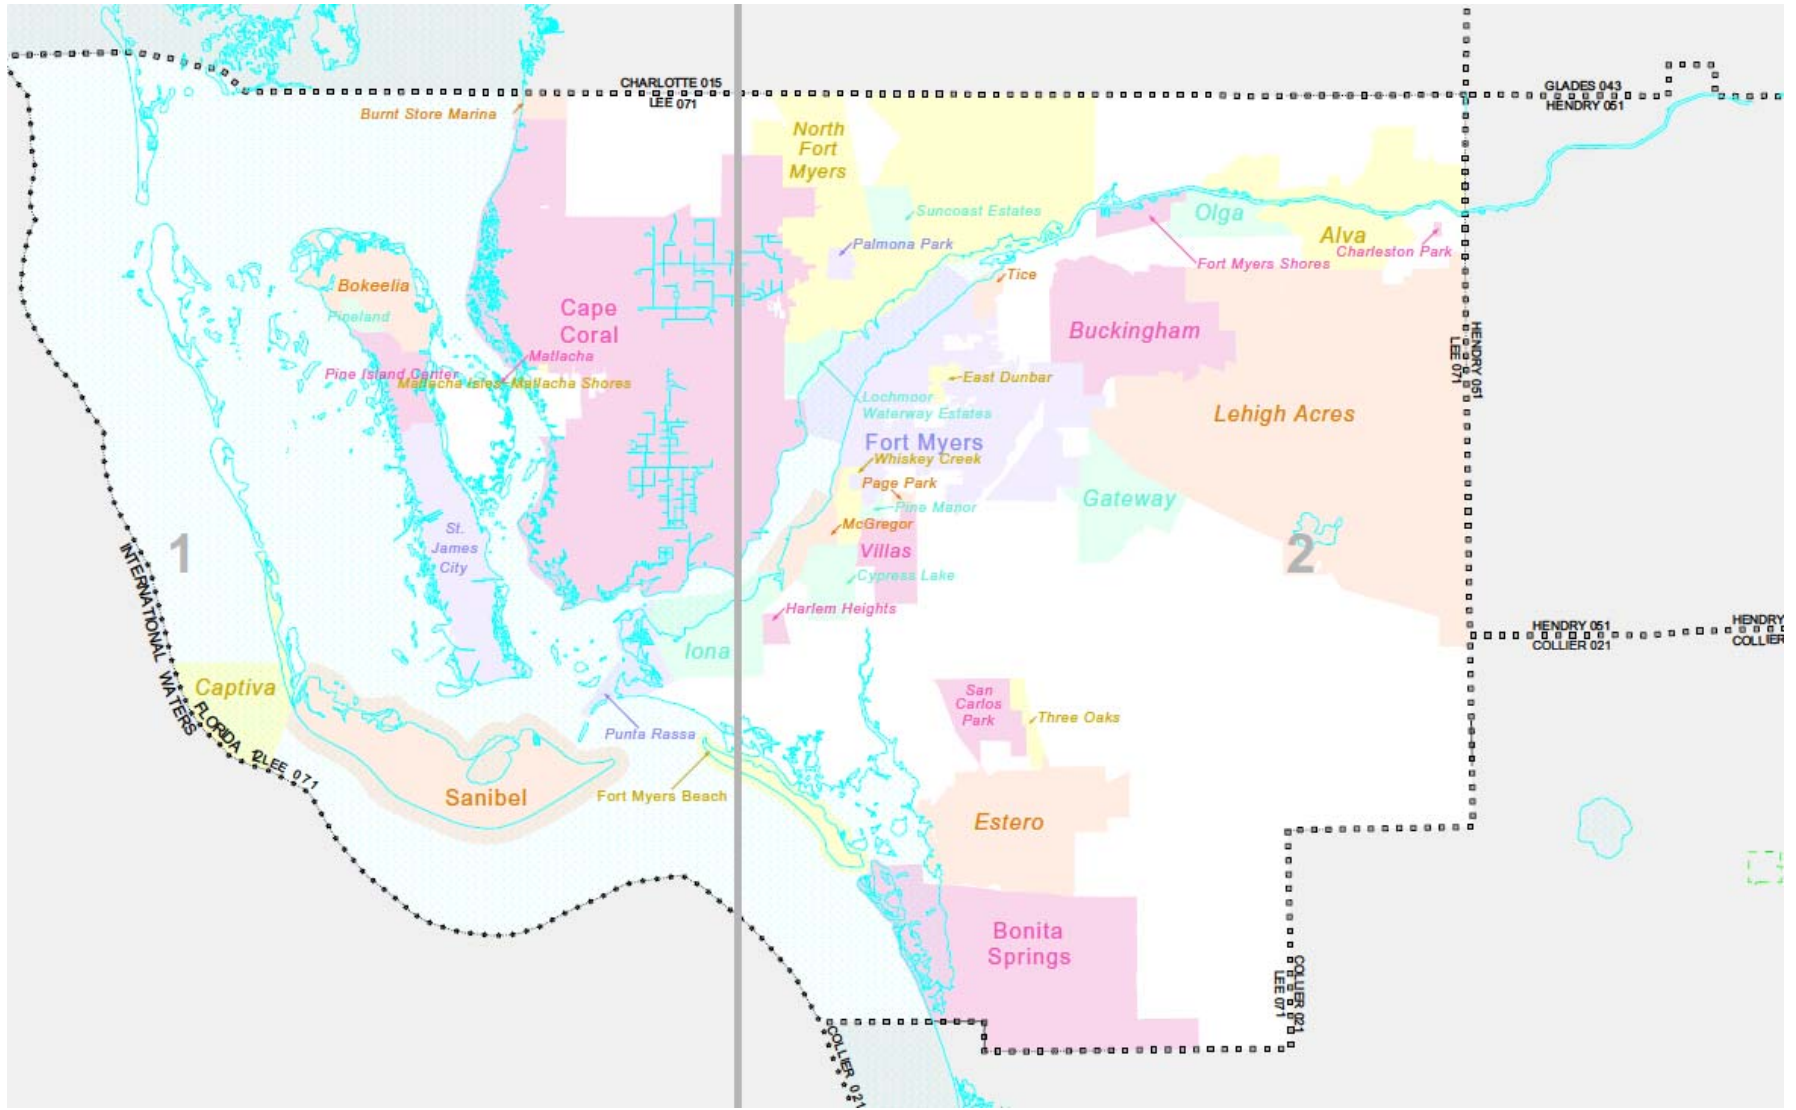 CHARLOTTE 015
LEE 071
GLADES 043
HENDRY 051
Burnt Store Marina
North
Fort
Myers
Suncoast Estates
Olga
Alva
Charleston Park
Palmona Park
Fort Myers Shores
Tice
Bokeelia
Pineland
Cape
Coral
Buckingham
HENDRY 051
LEE 071
Matlacha
Pine Island Center
Matlacha Isles-Matlacha Shores
East Dunbar
Lochmoor
Waterway Estates
Lehigh Acres
Fort Myers
Whiskey Creek
Page Park
Pine Manor
Gateway
McGregor
St.
James
City
Villas
1
2
Cypress Lake
INTERNATIONAL WATERS
Harlem Heights
HENDRY 051
COLLIER 021
HENDRY
COLLIER
Iona
Captiva
San
Carlos
Park
Three Oaks
FLORIDA 12
LEE 071
Punta Rassa
Sanibel
Fort Myers Beach
Estero
Bonita
Springs
COLLIER 021
LEE 071
COLLIER 021